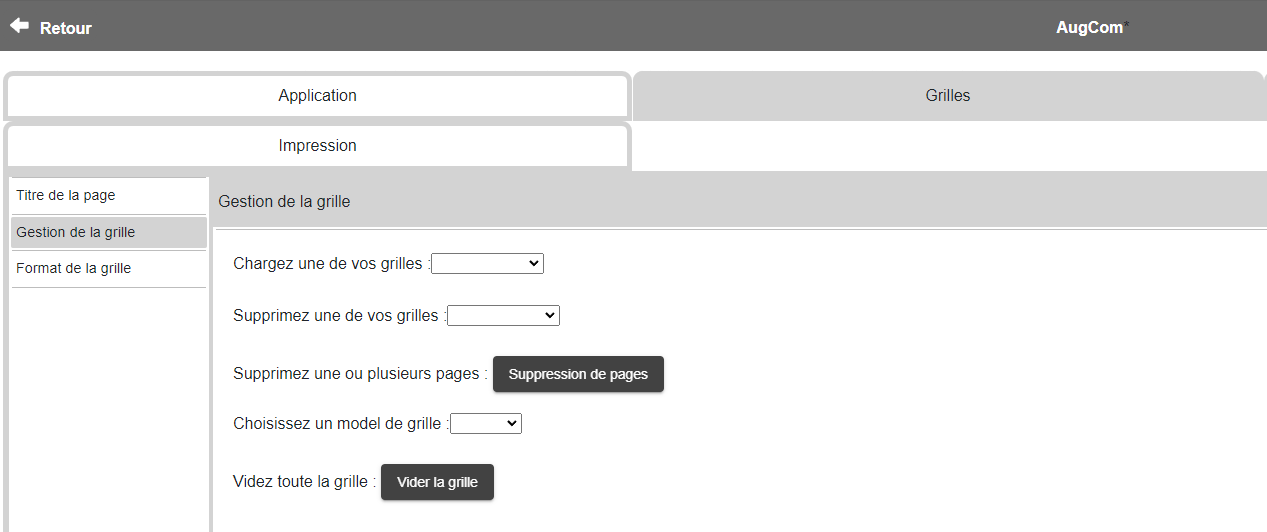 Retour
AugCom*
Application
Grilles
Impression
Titre de la page
Gestion de la grille
Format de la grille
Gestion de la grille
Chargez une de vos grilles :
Supprimez une de vos grilles :
Supprimez une ou plusieurs pages : Suppression de pages
Choisissez un model de grille :
Videz toute la grille : Vider la grille